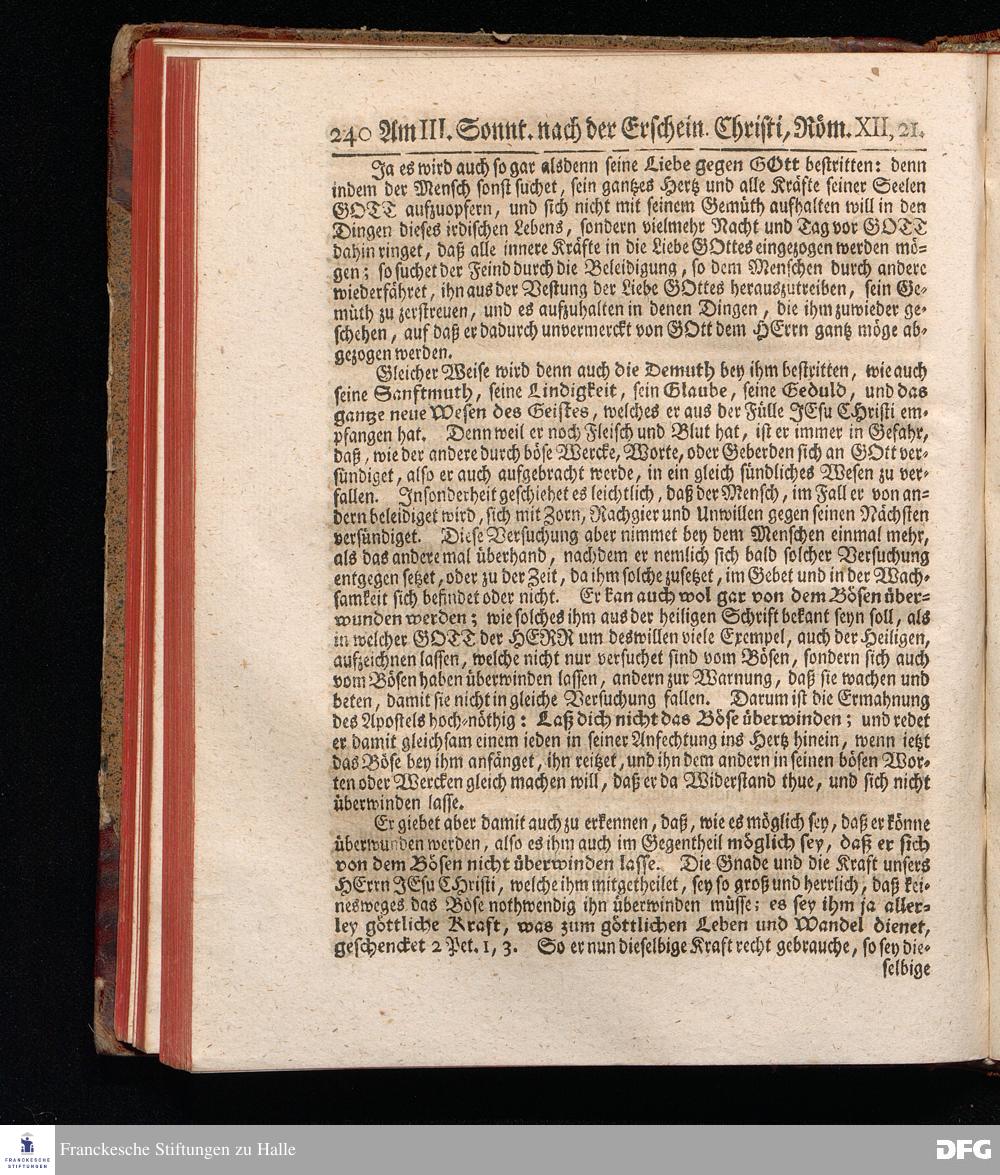 240 Am III. Sonnt. nach der Erschein. Christi, Röm. XII, 21.
Ja es wird auch so gar alsdenn seine Liebe gegen GOtt bestritten: denn
indem der Mensch sonst suchet, sein gantzes Hertz und alle Kräfte seiner Seelen
GOTT aufzuopfern, und sich nicht mit seinem Gemüth aufhalten will in den
Dingen dieses irdischen Lebens, sondern vielmehr Nacht und Tag vor GOTT
dahin ringet, daß alle innere Kräfte in die Liebe GOttes eingezogen werden mö-
gen; so suchet der Feind durch die Beleidigung, so dem Menschen durch andere
wiederfähret, ihn aus der Vestung der Liebe GOttes herauszutreiben, sein Ge-
müth zu zerstreuen, und es aufzuhalten in denen Dingen, die ihm zuwieder ge-
schehen, auf daß er dadurch unvermerckt von GOtt dem HErrn gantz möge ab-
gezogen werden.
Gleicher Weise wird denn auch die Demuth bey ihm bestritten, wie auch
seine Sanftmuth, seine Lindigkeit, sein Glaube, seine Geduld, und das
gantze neue Wesen des Geistes, welches er aus der Fülle JEsu CHristi em-
pfangen hat. Denn weil er noch Fleisch und Blut hat, ist er immer in Gefahr,
daß, wie der andere durch böse Wercke, Worte, oder Geberden sich an GOtt ver-
sündiget, also er auch aufgebracht werde, in ein gleich sündliches Wesen zu ver-
fallen. Insonderheit geschiehet es leichtlich, daß der Mensch, im Fall er von an-
dern beleidiget wird, sich mit Zorn, Rachgier und Unwillen gegen seinen Nächsten
versündiget. Diese Versuchung aber nimmet bey dem Menschen einmal mehr,
als das andere mal überhand, nachdem er nemlich sich bald solcher Versuchung
entgegen setzet, oder zu der Zeit, da ihm solche zusetzet, im Gebet und in der Wach-
samkeit sich befindet oder nicht. Er kan auch wol gar von dem Bösen über-
wunden werden; wie solches ihm aus der heiligen Schrift bekant seyn soll, als
in welcher GOTT der HERR um deswillen viele Exempel, auch der Heiligen,
aufzeichnen lassen, welche nicht nur versuchet sind vom Bösen, sondern sich auch
vom Bösen haben überwinden lassen, andern zur Warnung, daß sie wachen und
beten, damit sie nicht in gleiche Versuchung fallen. Darum ist die Ermahnung
des Apostels hoch-nöthig: Laß dich nicht das Böse überwinden; und redet
er damit gleichsam einem ieden in seiner Anfechtung ins Hertz hinein, wenn ietzt
das Böse bey ihm anfänget, ihn reitzet, und ihn dem andern in seinen bösen Wor-
ten oder Wercken gleich machen will, daß er da Widerstand thue, und sich nicht
überwinden lasse.
Er giebet aber damit auch zu erkennen, daß, wie es möglich sey, daß er könne
überwunden werden, also es ihm auch im Gegentheil möglich sey, daß er sich
von dem Bösen nicht überwinden lasse. Die Gnade und die Kraft unsers
HErrn JEsu CHristi, welche ihm mitgetheilet, sey so groß und herrlich, daß kei-
nesweges das Böse nothwendig ihn überwinden müsse; es sey ihm ja aller-
ley göttliche Kraft, was zum göttlichen Leben und Wandel dienet,
geschencket 2 Pet. 1, 3. So er nun dieselbige Kraft recht gebrauche, so sey die-
selbige
FRANCKESCHE
STIFTUNGEN
Franckesche Stiftungen zu Halle
DFG